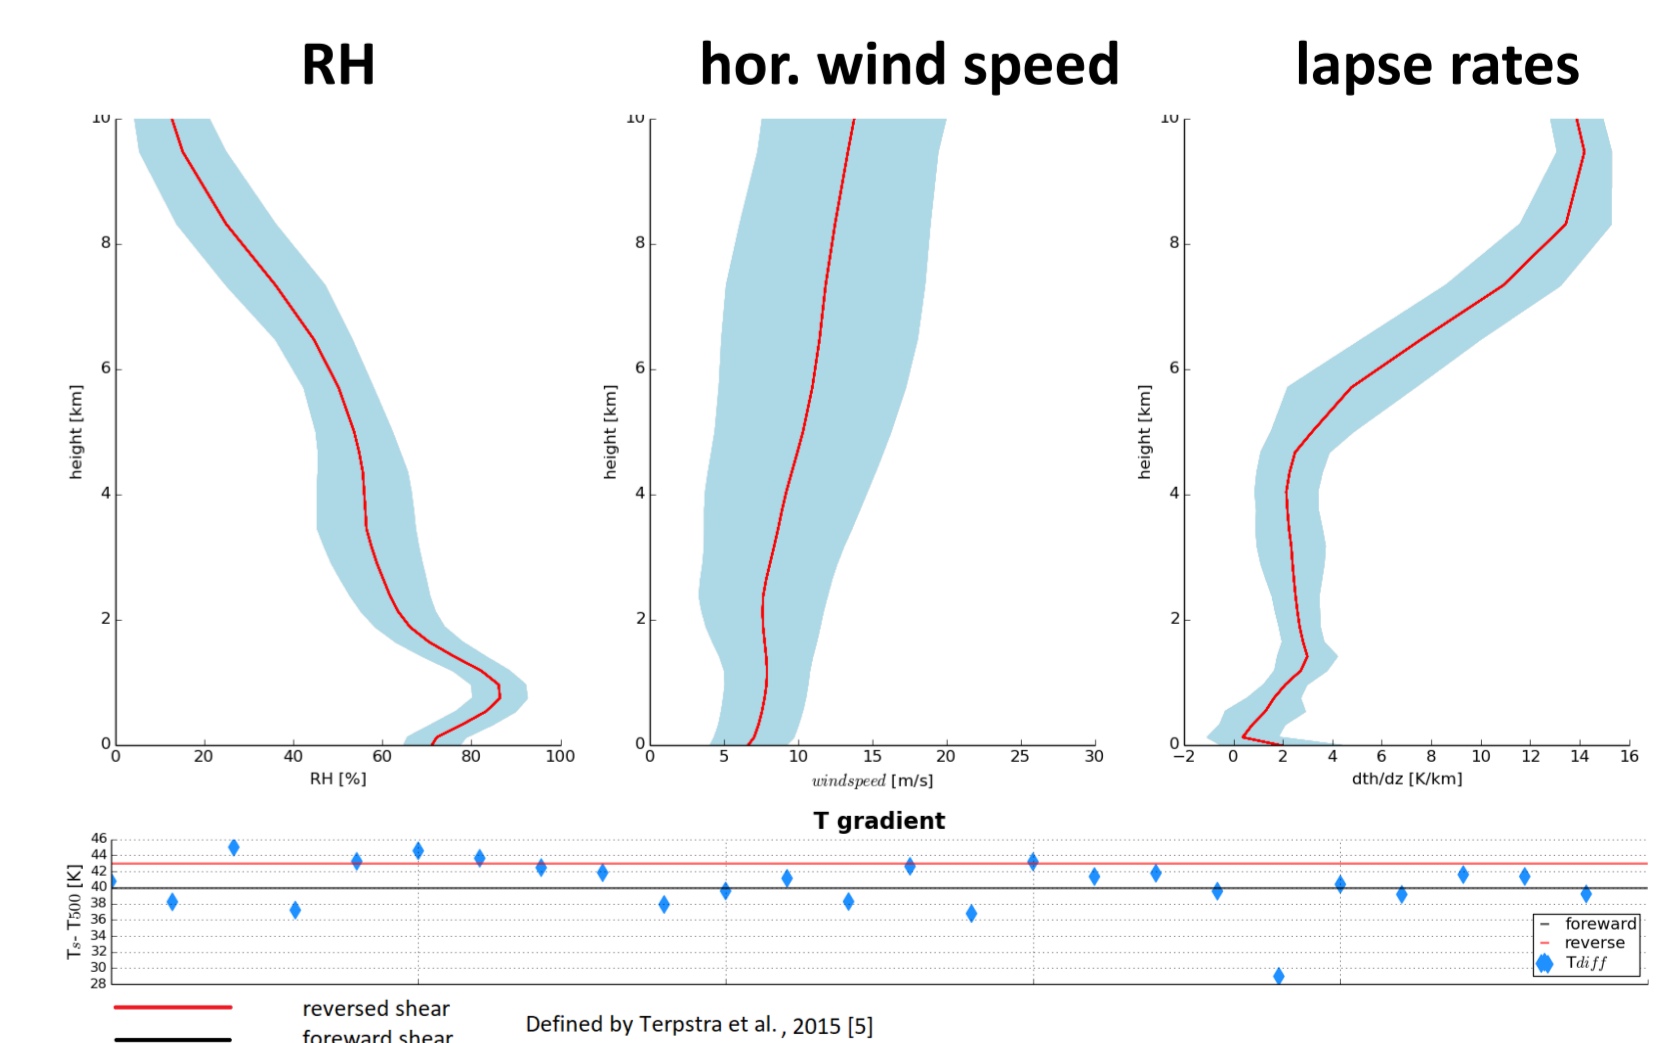 RH
hor. wind speed
lapse rates
10
8
6
4
2
0
height [km]
0 20 40 60 80 100
RH [%]
10
8
6
4
2
0
height [km]
0 5 10 15 20 25 30
windspeed [m/s]
10
8
6
4
2
0
height [km]
−2 0 2 4 6 8 10 12 14 16
dth/dz [K/km]
T gradient
46
44
42
40
38
36
34
32
30
28
Ts- T500 [K]
foreward
reverse
Tdiff
reversed shear
foreward shear
Defined by Terpstra et al., 2015 [5]